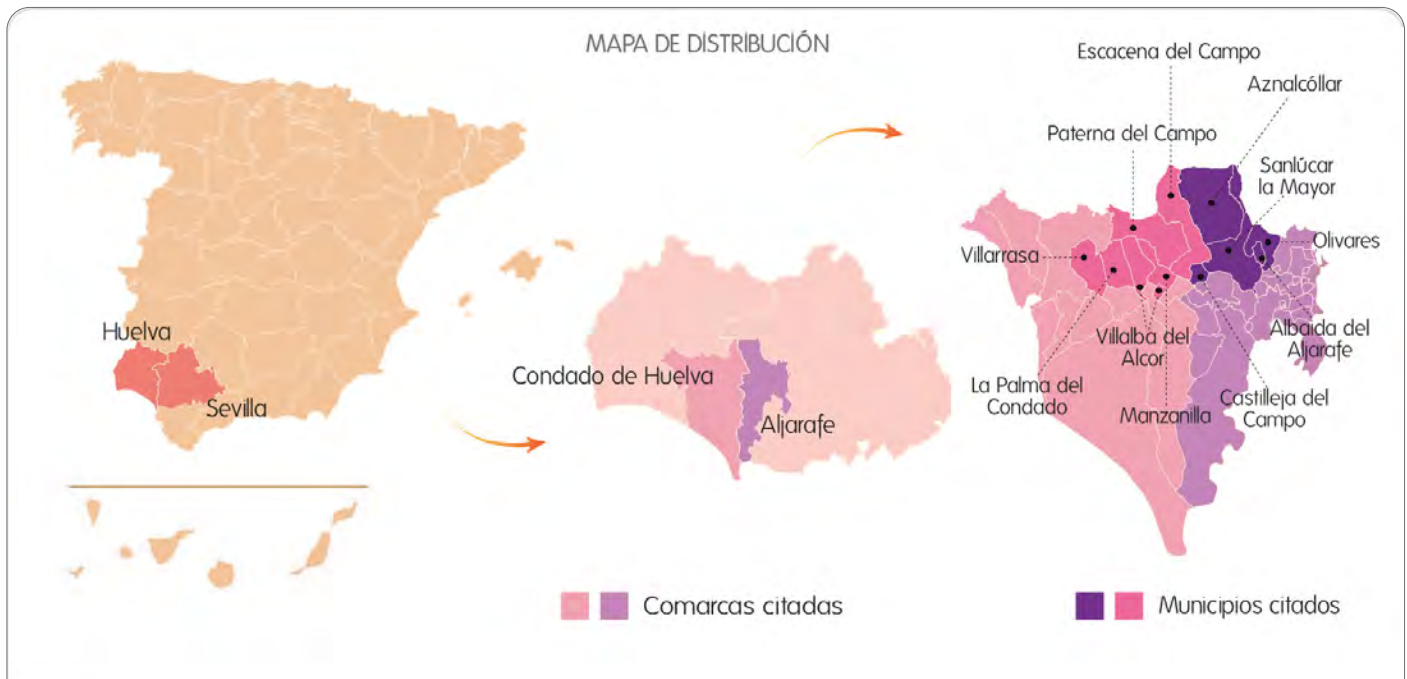 MAPA DE DISTRIBUCIÓN
Huelva
Sevilla
Condado de Huelva
Aljarafe
Escacena del Campo
Aznalcóllar
Paterna del Campo
Sanlúcar
la Mayor
Olivares
Villarrasa
Albaida del
Aljarafe
Villalba del
Alcor
La Palma del
Condado
Manzanilla
Castilleja del
Campo
Comarcas citadas
Municipios citados